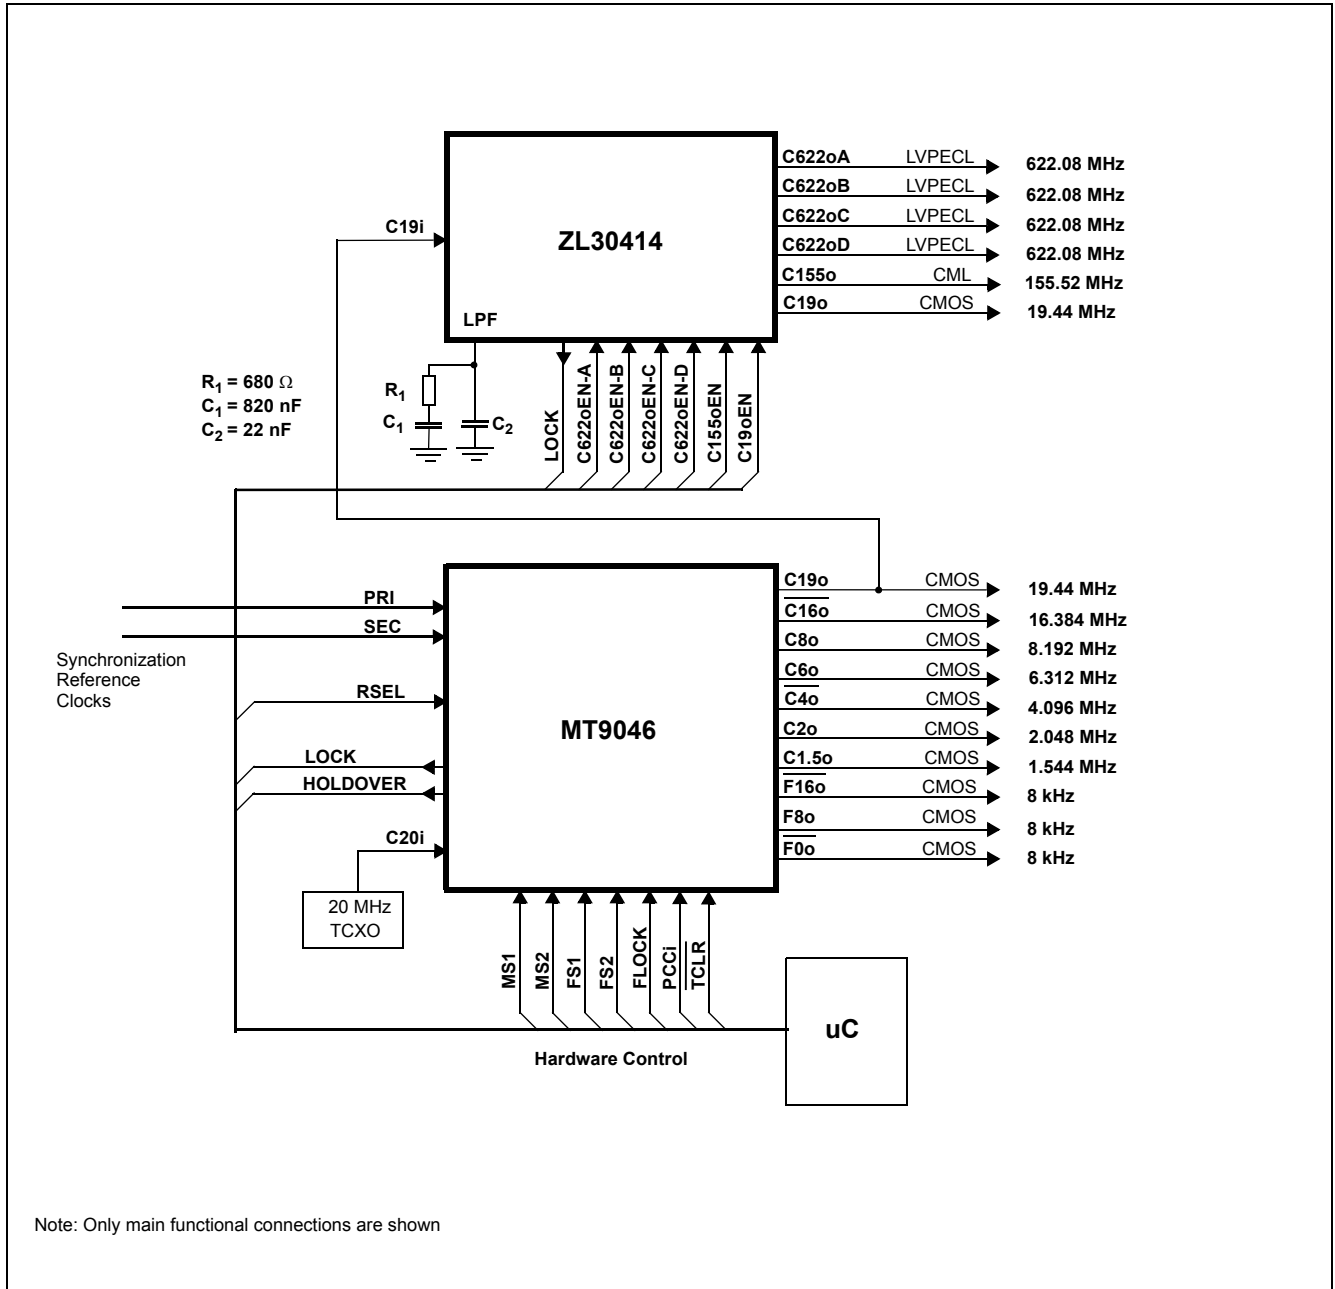 C622oA LVPECL 622.08 MHz
C622oB LVPECL 622.08 MHz
C622oC LVPECL 622.08 MHz
C622oD LVPECL 622.08 MHz
C155o CML 155.52 MHz
C19o CMOS 19.44 MHz
C19i
ZL30414
LPF
R1 = 680 Ω
C1 = 820 nF
C2 = 22 nF
R1
C1
C2
LOCK
C622oEN-A
C622oEN-B
C622oEN-C
C622oEN-D
C155oEN
C19oEN
C19o CMOS 19.44 MHz
C16o CMOS 16.384 MHz
C8o CMOS 8.192 MHz
C6o CMOS 6.312 MHz
C4o CMOS 4.096 MHz
C2o CMOS 2.048 MHz
C1.5o CMOS 1.544 MHz
F16o CMOS 8 kHz
F8o CMOS 8 kHz
F0o CMOS 8 kHz
PRI
SEC
Synchronization
Reference
Clocks
RSEL
MT9046
LOCK
HOLDOVER
C20i
20 MHz
TCXO
MS1
MS2
FS1
FS2
FLOCK
PCCi
TCLR
uC
Hardware Control
Note: Only main functional connections are shown